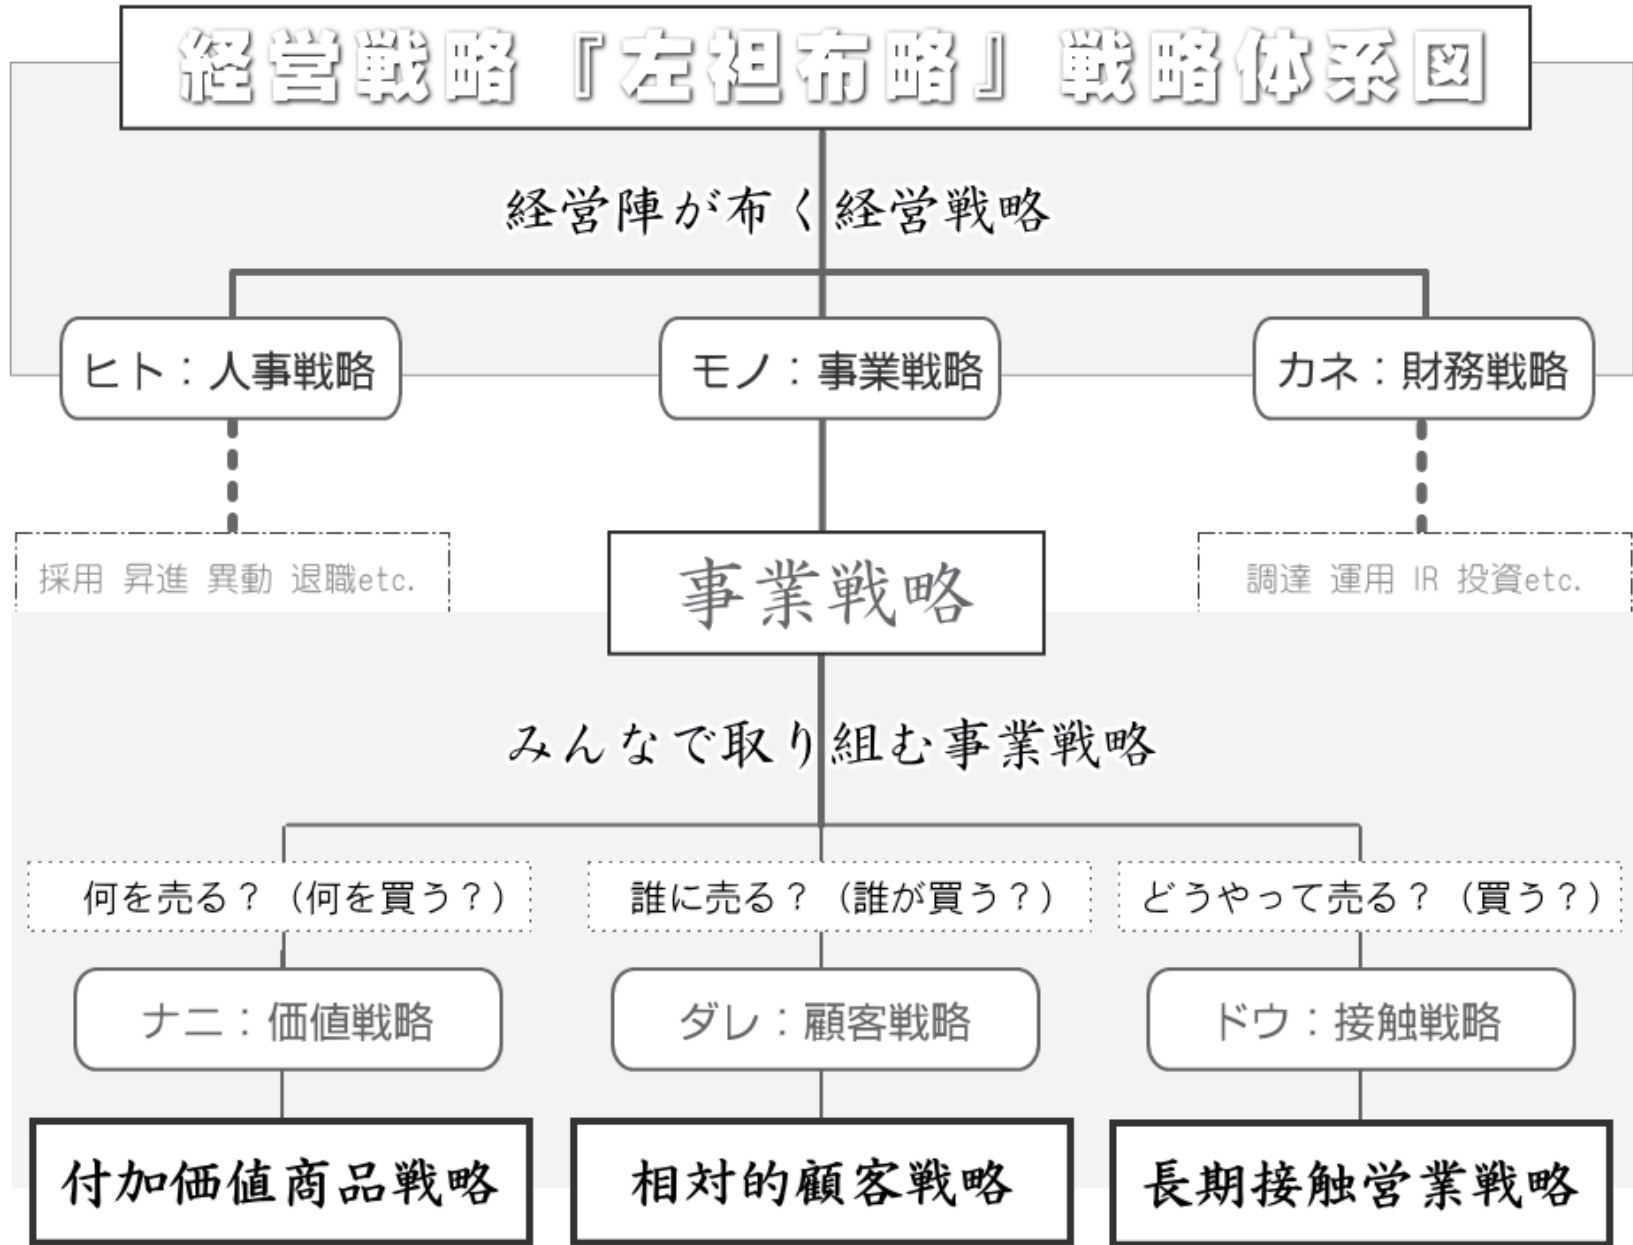 経営戦略『左袒布略』戦略体系図
経営陣が布く経営戦略
ヒト：人事戦略
モノ：事業戦略
カネ：財務戦略
採用 昇進 異動 退職etc.
事業戦略
調達 運用 IR 投資etc.
みんなで取り組む事業戦略
何を売る？（何を買う？）
誰に売る？（誰が買う？）
どうやって売る？（買う？）
ナニ：価値戦略
ダレ：顧客戦略
ドウ：接触戦略
付加価値商品戦略
相対的顧客戦略
長期接触営業戦略